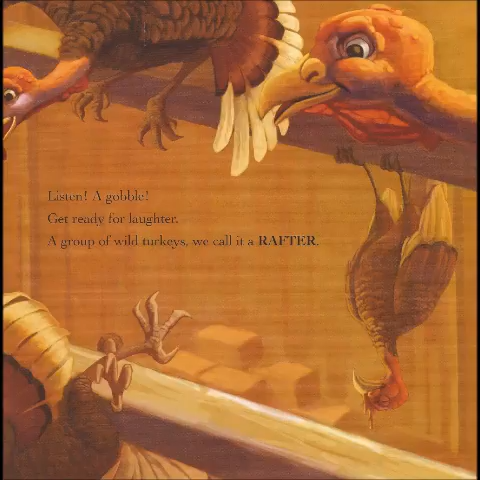 Listen! A gobble!
Get ready for laughter.
A group of wild turkeys, we call it a RAFTER.